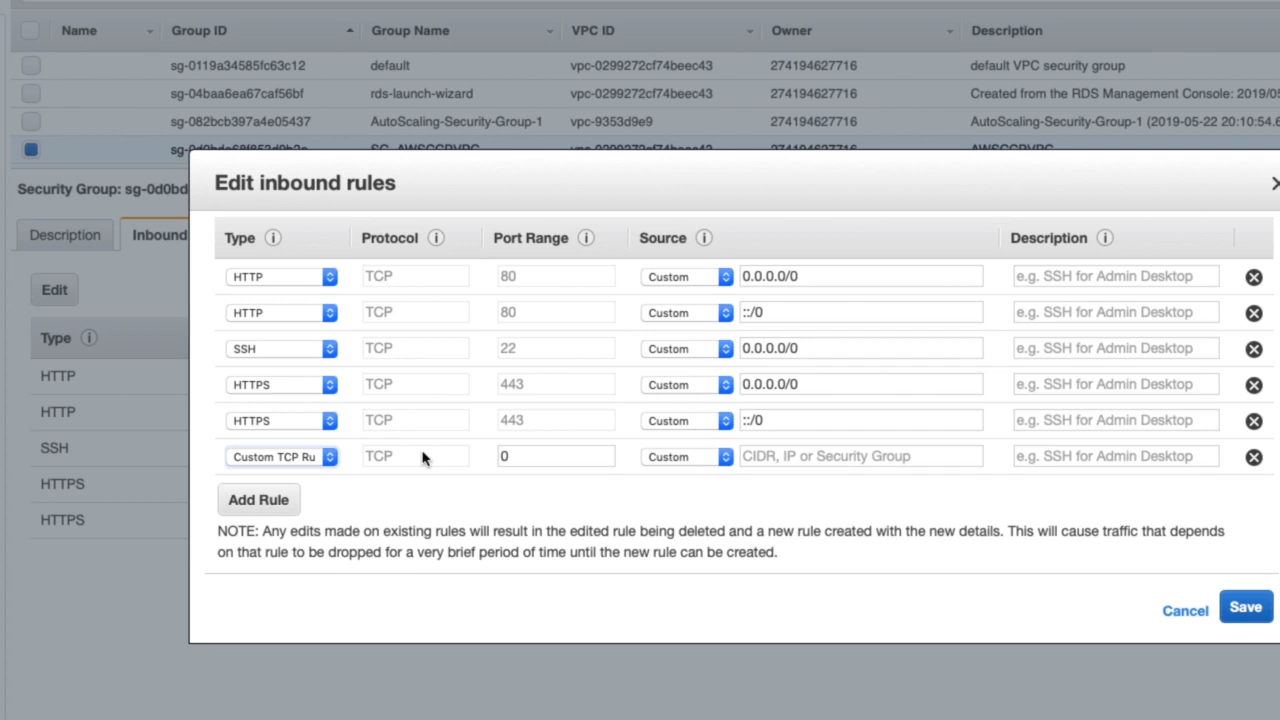 Name Group ID Group Name VPC ID Owner Description
sg-0119a34585fc63c12 default vpc-0299272cf74beec43 274194627716 default VPC security group
sg-04baa6ea67caf56bf rds-launch-wizard vpc-0299272cf74beec43 274194627716 Created from the RDS Management Console: 2019/05
sg-082bcb397a4e05437 AutoScaling-Security-Group-1 vpc-9353d9e9 274194627716 AutoScaling-Security-Group-1 (2019-05-22 20:10:54.6
vpc-0299272cf74beec43 274194627716
Security Group: sg-0d0bd
Description Inbound
Edit
Type
HTTP
HTTP
SSH
HTTPS
HTTPS
Edit inbound rules
Type Protocol Port Range Source Description
HTTP TCP 80 Custom 0.0.0.0/0 e.g. SSH for Admin Desktop
HTTP TCP 80 Custom ::/0 e.g. SSH for Admin Desktop
SSH TCP 22 Custom 0.0.0.0/0 e.g. SSH for Admin Desktop
HTTPS TCP 443 Custom 0.0.0.0/0 e.g. SSH for Admin Desktop
HTTPS TCP 443 Custom ::/0 e.g. SSH for Admin Desktop
Custom TCP Ru TCP 0 Custom CIDR, IP or Security Group e.g. SSH for Admin Desktop
Add Rule
NOTE: Any edits made on existing rules will result in the edited rule being deleted and a new rule created with the new details. This will cause traffic that depends
on that rule to be dropped for a very brief period of time until the new rule can be created.
Cancel Save